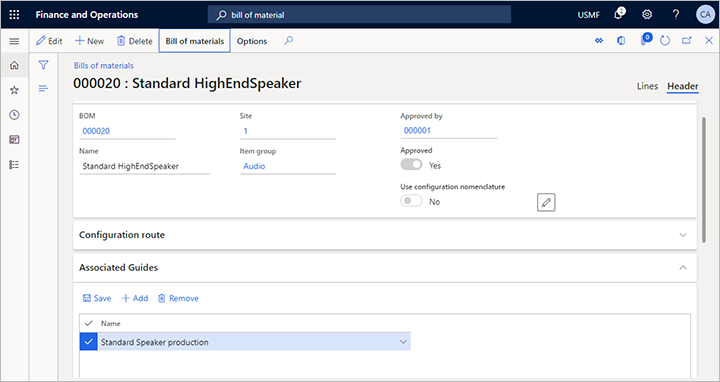 Finance and Operations
bill of material
USMF
2
?
CA
Edit
New
Delete
Bill of materials
Options
0
Bills of materials
000020 : Standard HighEndSpeaker
Lines
Header
BOM
000020
Name
Standard HighEndSpeaker
Site
1
Item group
Audio
Approved by
000001
Approved
Yes
Use configuration nomenclature
No
Configuration route
Associated Guides
Save
Add
Remove
Name
Standard Speaker production